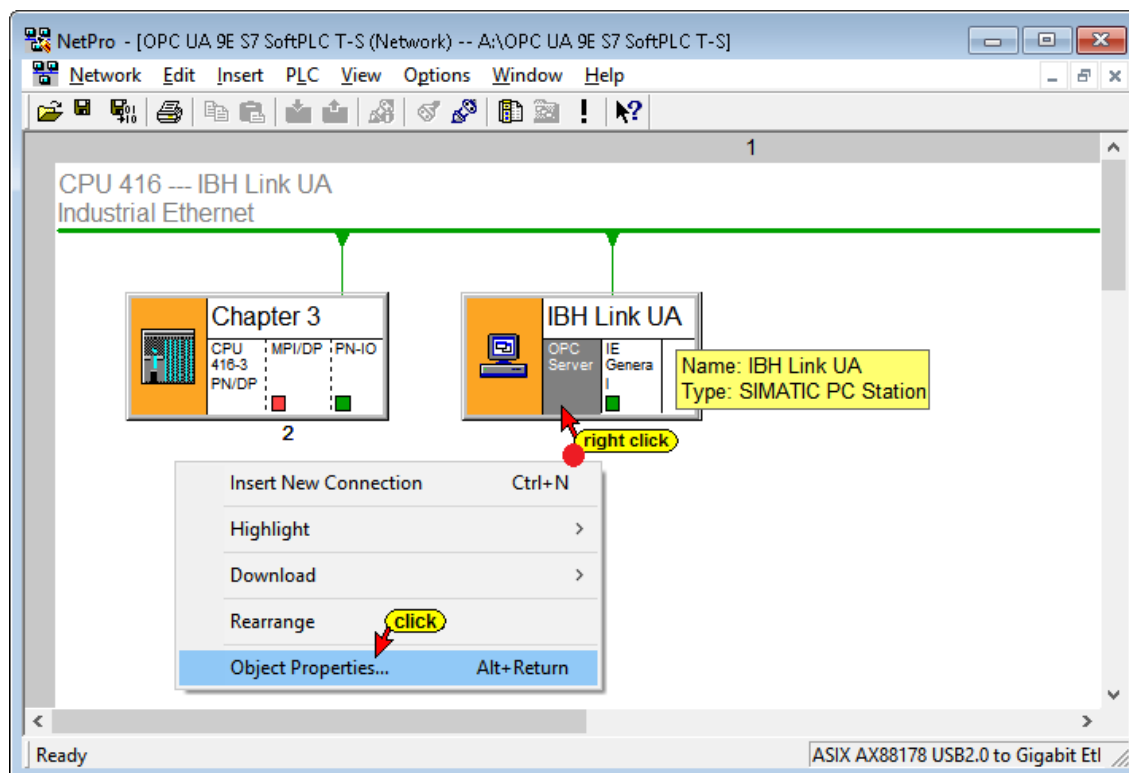 NetPro - [OPC UA 9E S7 SoftPLC T-S (Network) -- A:\OPC UA 9E S7 SoftPLC T-S]
Network Edit Insert PLC View Options Window Help
1
CPU 416 --- IBH Link UA
Industrial Ethernet
Chapter 3
CPU 416-3 PN/DP
MPI/DP
PN-IO
2
IBH Link UA
OPC Server
IE Genera l
Name: IBH Link UA
Type: SIMATIC PC Station
right click
Insert New Connection Ctrl+N
Highlight
Download
Rearrange
click
Object Properties... Alt+Return
Ready
ASIX AX88178 USB2.0 to Gigabit Etl